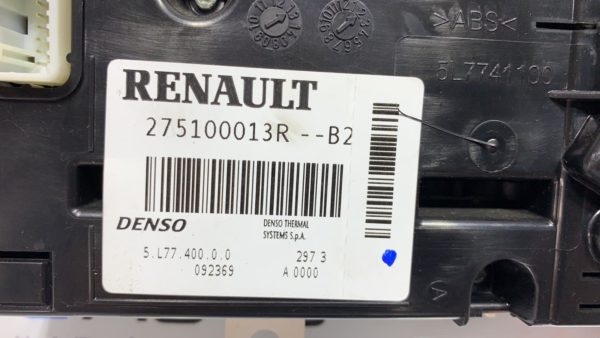 >ABS<
5L7741100
RENAULT
275100013R --B2
DENSO
DENSO THERMAL
SYSTEMS S.p.A.
5.L77.400.0.0 297 3
092369 A 0000